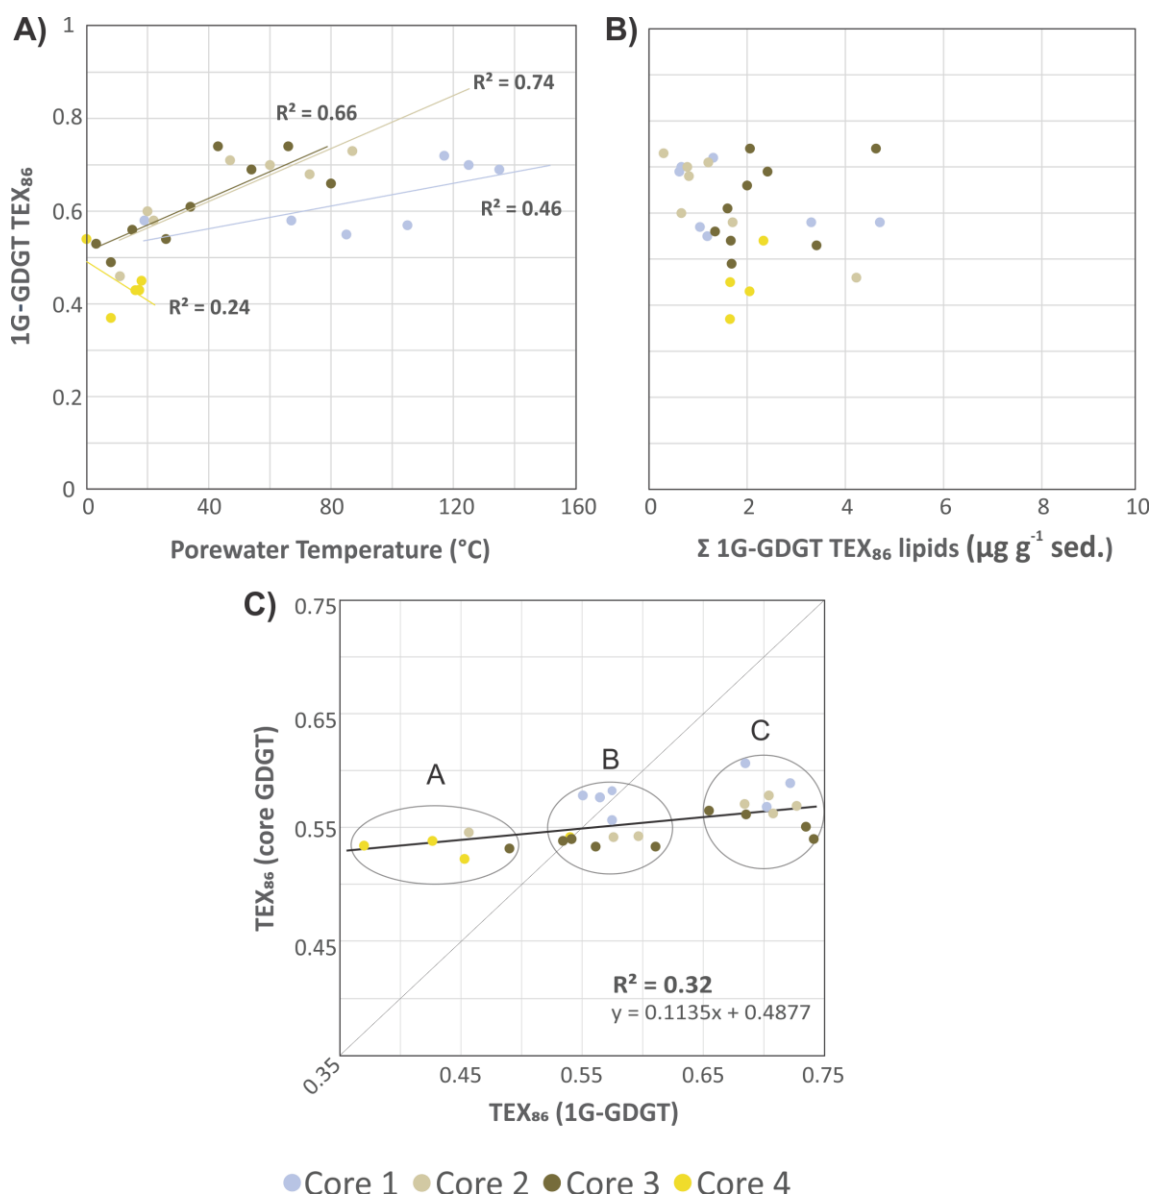 A)
1
0.8
0.6
0.4
0.2
0
1G-GDGT TEX₈₆
R² = 0.74
R² = 0.66
R² = 0.46
R² = 0.24
0 40 80 120 160
Porewater Temperature (°C)
B)
0 2 4 6 8 10
Σ 1G-GDGT TEX₈₆ lipids (µg g⁻¹ sed.)
C)
0.75
0.65
0.55
0.45
0.35
TEX₈₆ (core GDGT)
A
B
C
R² = 0.32
y = 0.1135x + 0.4877
0.45 0.55 0.65 0.75
TEX₈₆ (1G-GDGT)
Core 1 Core 2 Core 3 Core 4